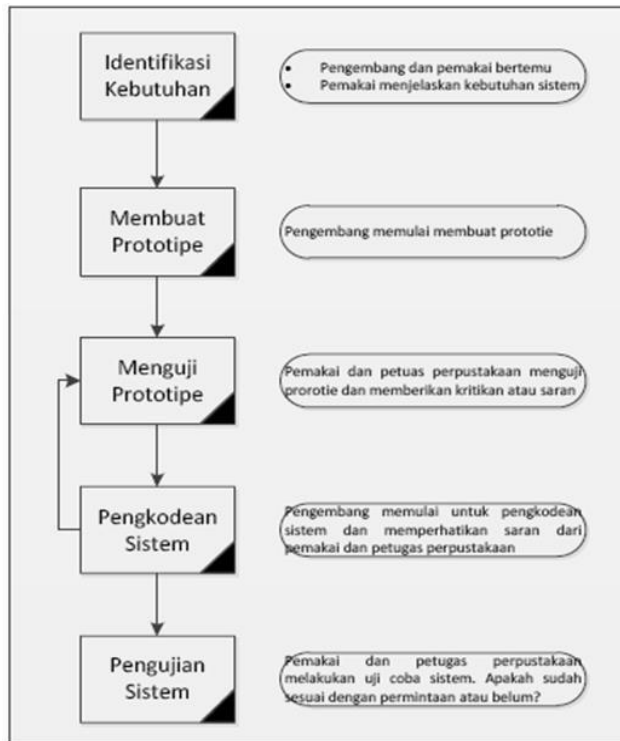 Identifikasi
Kebutuhan
• Pengembang dan pemakai bertemu
• Pemakai menjelaskan kebutuhan sistem
Membuat
Prototipe
Pengembang memulai membuat prototie
Menguji
Prototipe
Pemakai dan petuas perpustakaan menguji
prorotie dan memberikan kritikan atau saran
Pengkodean
Sistem
Pengembang memulai untuk pengkodean
sistem dan memperhatikan saran dari
pemakai dan petugas perpustakaan
Pengujian
Sistem
Pemakai dan petugas perpustakaan
melakukan uji coba sistem. Apakah sudah
sesuai dengan permintaan atau belum?